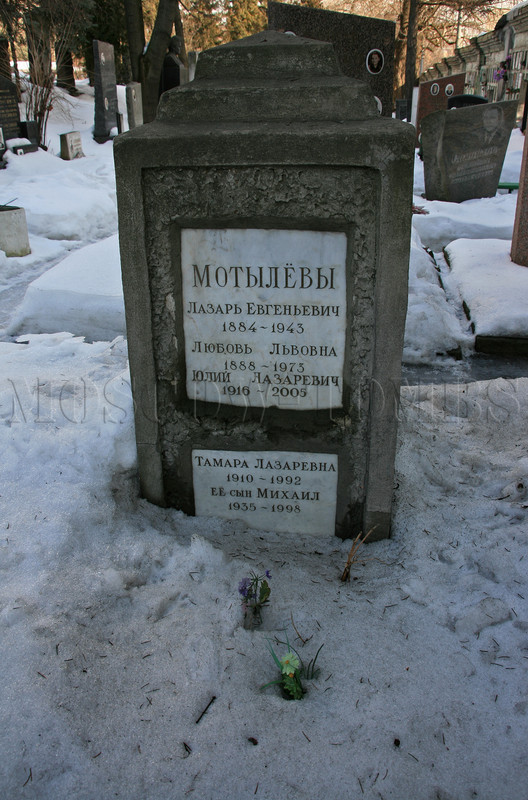 МОТЫЛЁВЫ
ЛАЗАРЬ ЕВГЕНЬЕВИЧ
1884 ~ 1943
ЛЮБОВЬ ЛЬВОВНА
1888 ~ 1973
ЮЛИЙ ЛАЗАРЕВИЧ
1916 ~ 2005
ТАМАРА ЛАЗАРЕВНА
1910 ~ 1992
ЕЁ СЫН МИХАИЛ
1935 ~ 1998